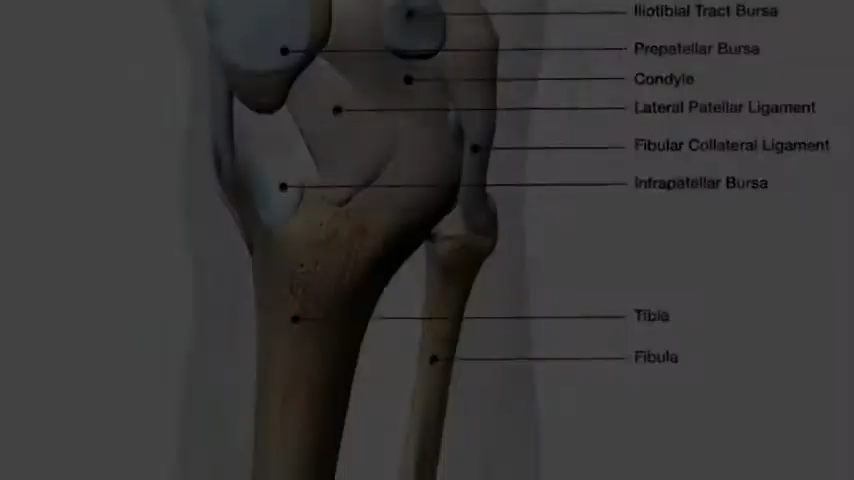 Iliotibial Tract Bursa
Prepatellar Bursa
Condyle
Lateral Patellar Ligament
Fibular Collateral Ligament
Infrapatellar Bursa
Tibia
Fibula